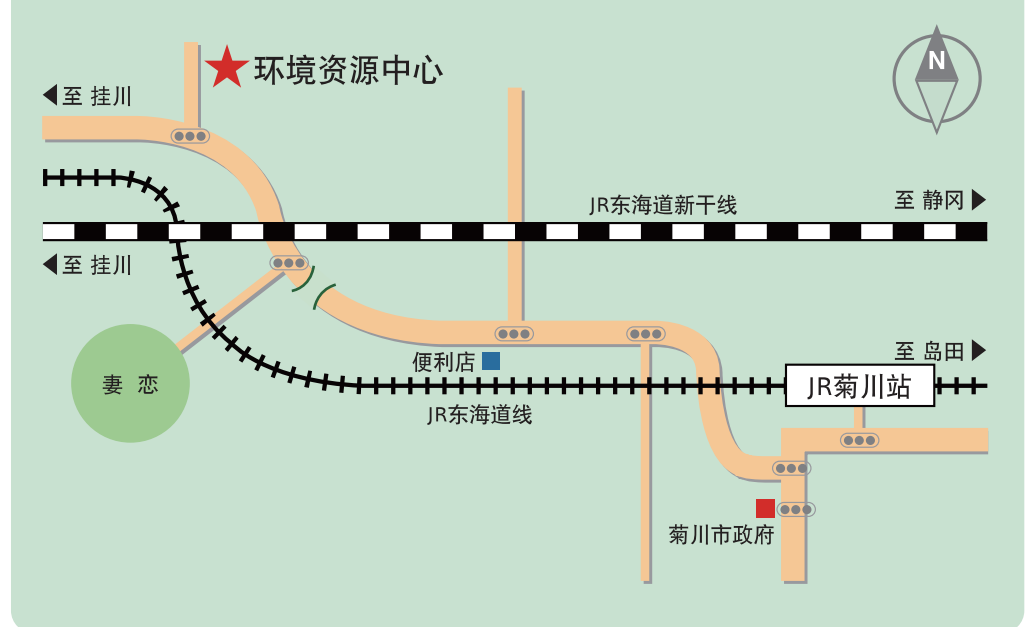 N
环境资源中心
至 挂川
至 静冈
JR东海道新干线
至 挂川
至 岛田
便利店
妻 恋
JR菊川站
JR东海道线
菊川市政府